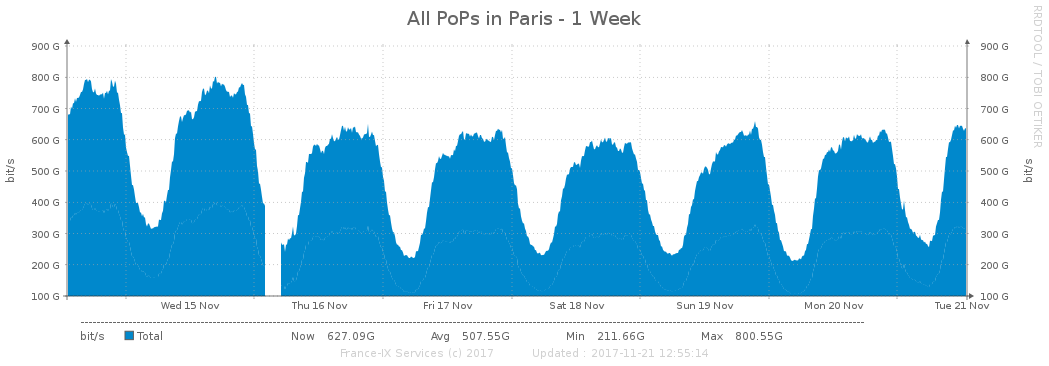 All PoPs in Paris - 1 Week
RRDTOOL / TOBI OETIKER
bit/s
900 G 900 G
800 G 800 G
700 G 700 G
600 G 600 G
500 G 500 G
400 G 400 G
300 G 300 G
200 G 200 G
100 G 100 G
bit/s
Wed 15 Nov Thu 16 Nov Fri 17 Nov Sat 18 Nov Sun 19 Nov Mon 20 Nov Tue 21 Nov
bit/s Total Now 627.09G Avg 507.55G Min 211.66G Max 800.55G
France-IX Services (c) 2017 Updated : 2017-11-21 12:55:14